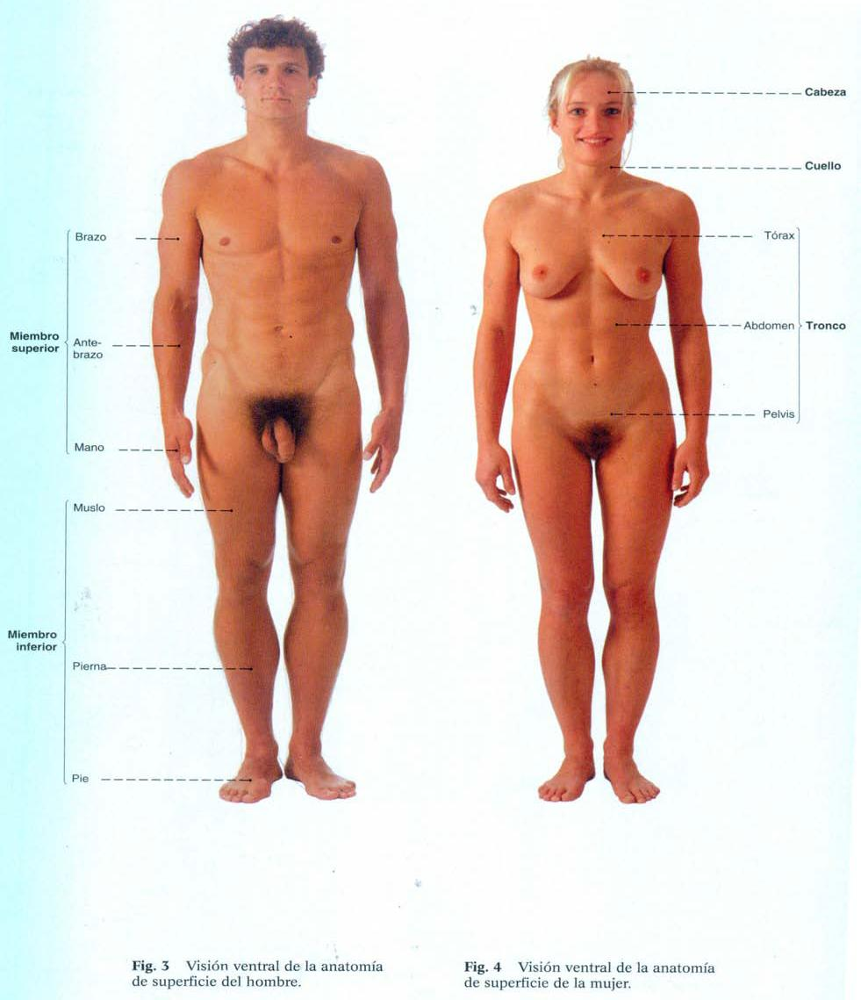 Cabeza
Cuello
Brazo
Tórax
Miembro
superior
Ante-
brazo
Abdomen
Tronco
Mano
Pelvis
Muslo
Miembro
inferior
Pierna
Pie
Fig. 3 Visión ventral de la anatomía
de superficie del hombre.
Fig. 4 Visión ventral de la anatomía
de superficie de la mujer.